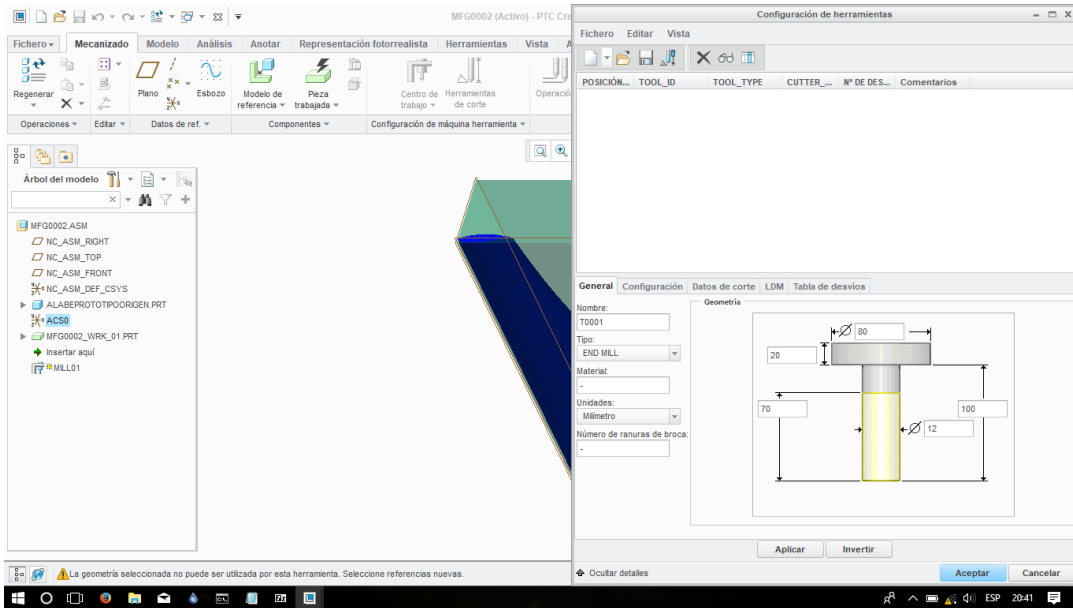 MFG0002 (Activo) - PTC Cre
Fichero Mecanizado Modelo Análisis Anotar Representación fotorrealista Herramientas Vista A
Regenerar
Plano
Esbozo
Modelo de referencia
Pieza trabajada
Centro de trabajo
Herramientas de corte
Operació
Operaciones Editar Datos de ref. Componentes Configuración de máquina herramienta
Árbol del modelo
MFG0002.ASM
NC_ASM_RIGHT
NC_ASM_TOP
NC_ASM_FRONT
NC_ASM_DEF_CSYS
ALABEPROTOTIPOORIGEN.PRT
ACS0
MFG0002_WRK_01.PRT
Insertar aquí
MILL01
La geometría seleccionada no puede ser utilizada por esta herramienta. Seleccione referencias nuevas.
Configuración de herramientas
Fichero Editar Vista
POSICIÓN... TOOL_ID TOOL_TYPE CUTTER_... Nº DE DES... Comentarios
General Configuración Datos de corte LDM Tabla de desvíos
Nombre:
T0001
Tipo:
END MILL
Material:
-
Unidades:
Milímetro
Número de ranuras de broca:
-
Geometría
Ø 80
20
70
100
Ø 12
Aplicar Invertir
Ocultar detalles
Aceptar Cancelar
ESP 20:41